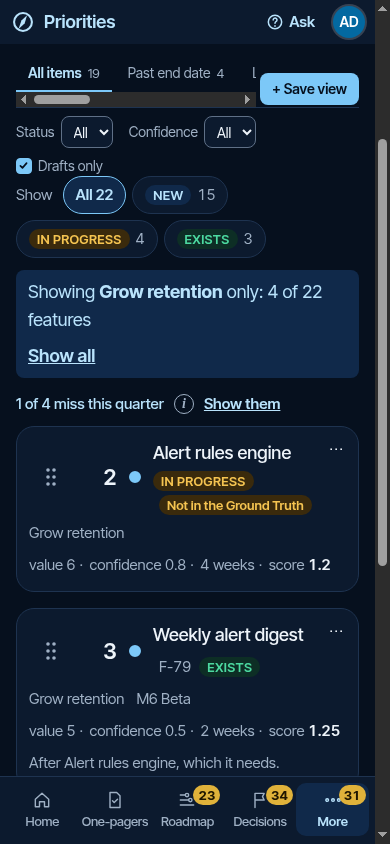 Priorities
Ask
AD
All items 19
Past end date 4
+ Save view
Status All
Confidence All
Drafts only
Show All 22 NEW 15
IN PROGRESS 4 EXISTS 3
Showing Grow retention only: 4 of 22
features
Show all
1 of 4 miss this quarter i Show them
Alert rules engine ...
2
IN PROGRESS
Not in the Ground Truth
Grow retention
value 6 · confidence 0.8 · 4 weeks · score 1.2
Weekly alert digest ...
3
F-79 EXISTS
Grow retention M6 Beta
value 5 · confidence 0.5 · 2 weeks · score 1.25
After Alert rules engine, which it needs.
23 34 31
Home One-pagers Roadmap Decisions More